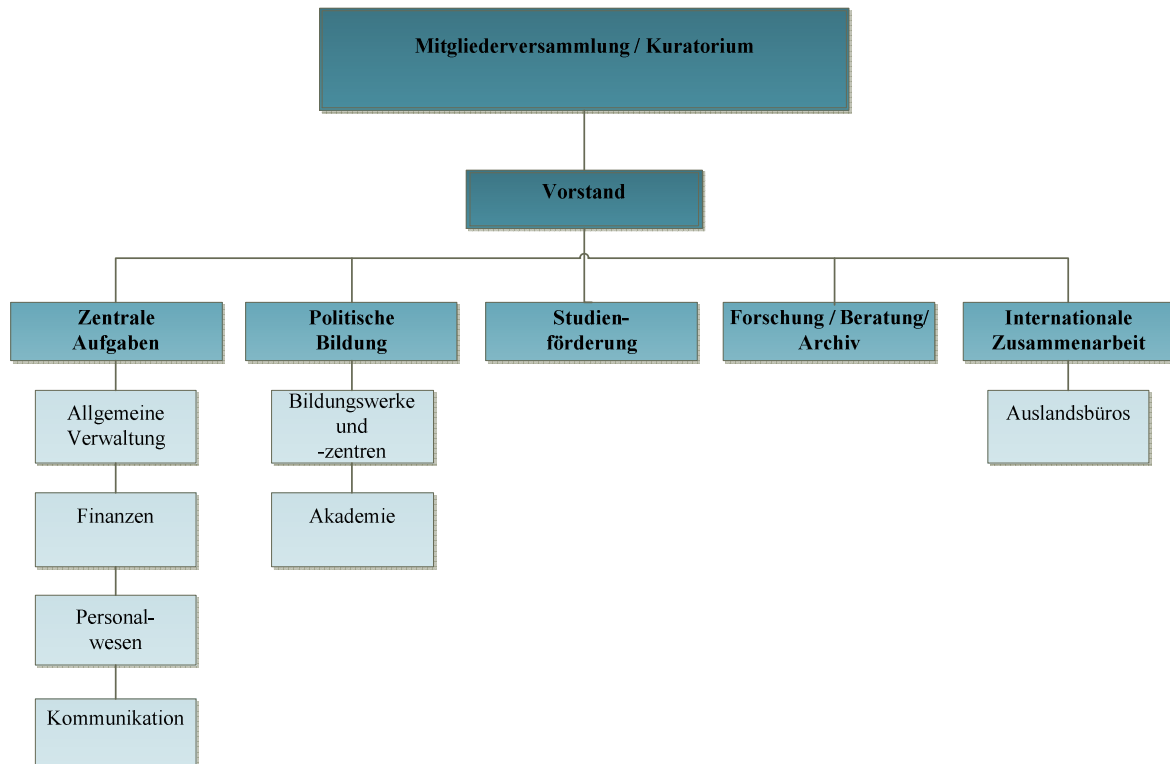 Mitgliederversammlung / Kuratorium
Vorstand
Zentrale
Aufgaben
Politische
Bildung
Studien-
förderung
Forschung / Beratung/
Archiv
Internationale
Zusammenarbeit
Allgemeine
Verwaltung
Bildungswerke
und
-zentren
Auslandsbüros
Finanzen
Akademie
Personal-
wesen
Kommunikation